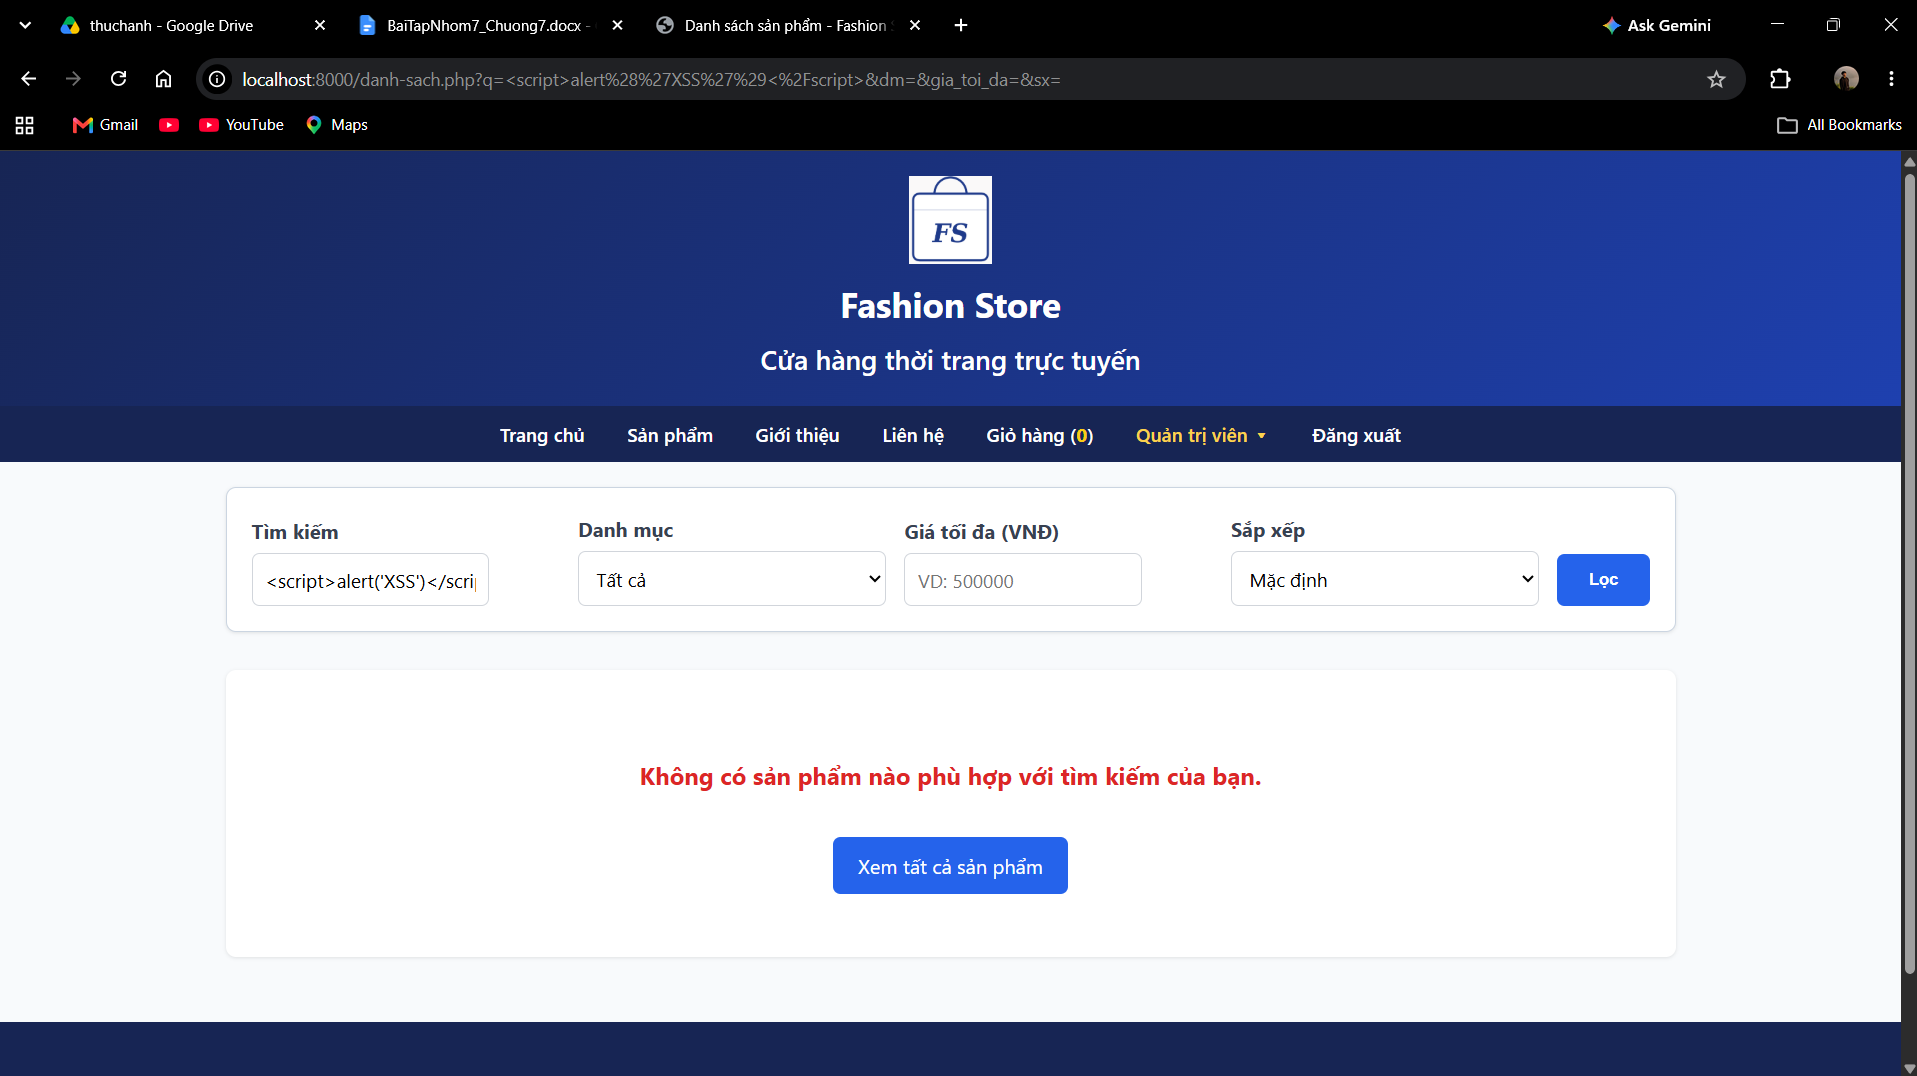 thuchanh - Google Drive
BaiTapNhom7_Chuong7.docx -
Danh sách sản phẩm - Fashion
Ask Gemini
localhost:8000/danh-sach.php?q=<script>alert%28%27XSS%27%29<%2Fscript>&dm=&gia_toi_da=&sx=
Gmail
YouTube
Maps
All Bookmarks
FS
Fashion Store
Cửa hàng thời trang trực tuyến
Trang chủ
Sản phẩm
Giới thiệu
Liên hệ
Giỏ hàng (0)
Quản trị viên
Đăng xuất
Tìm kiếm
Danh mục
Giá tối đa (VNĐ)
Sắp xếp
<script>alert('XSS')</scri
Tất cả
VD: 500000
Mặc định
Lọc
Không có sản phẩm nào phù hợp với tìm kiếm của bạn.
Xem tất cả sản phẩm